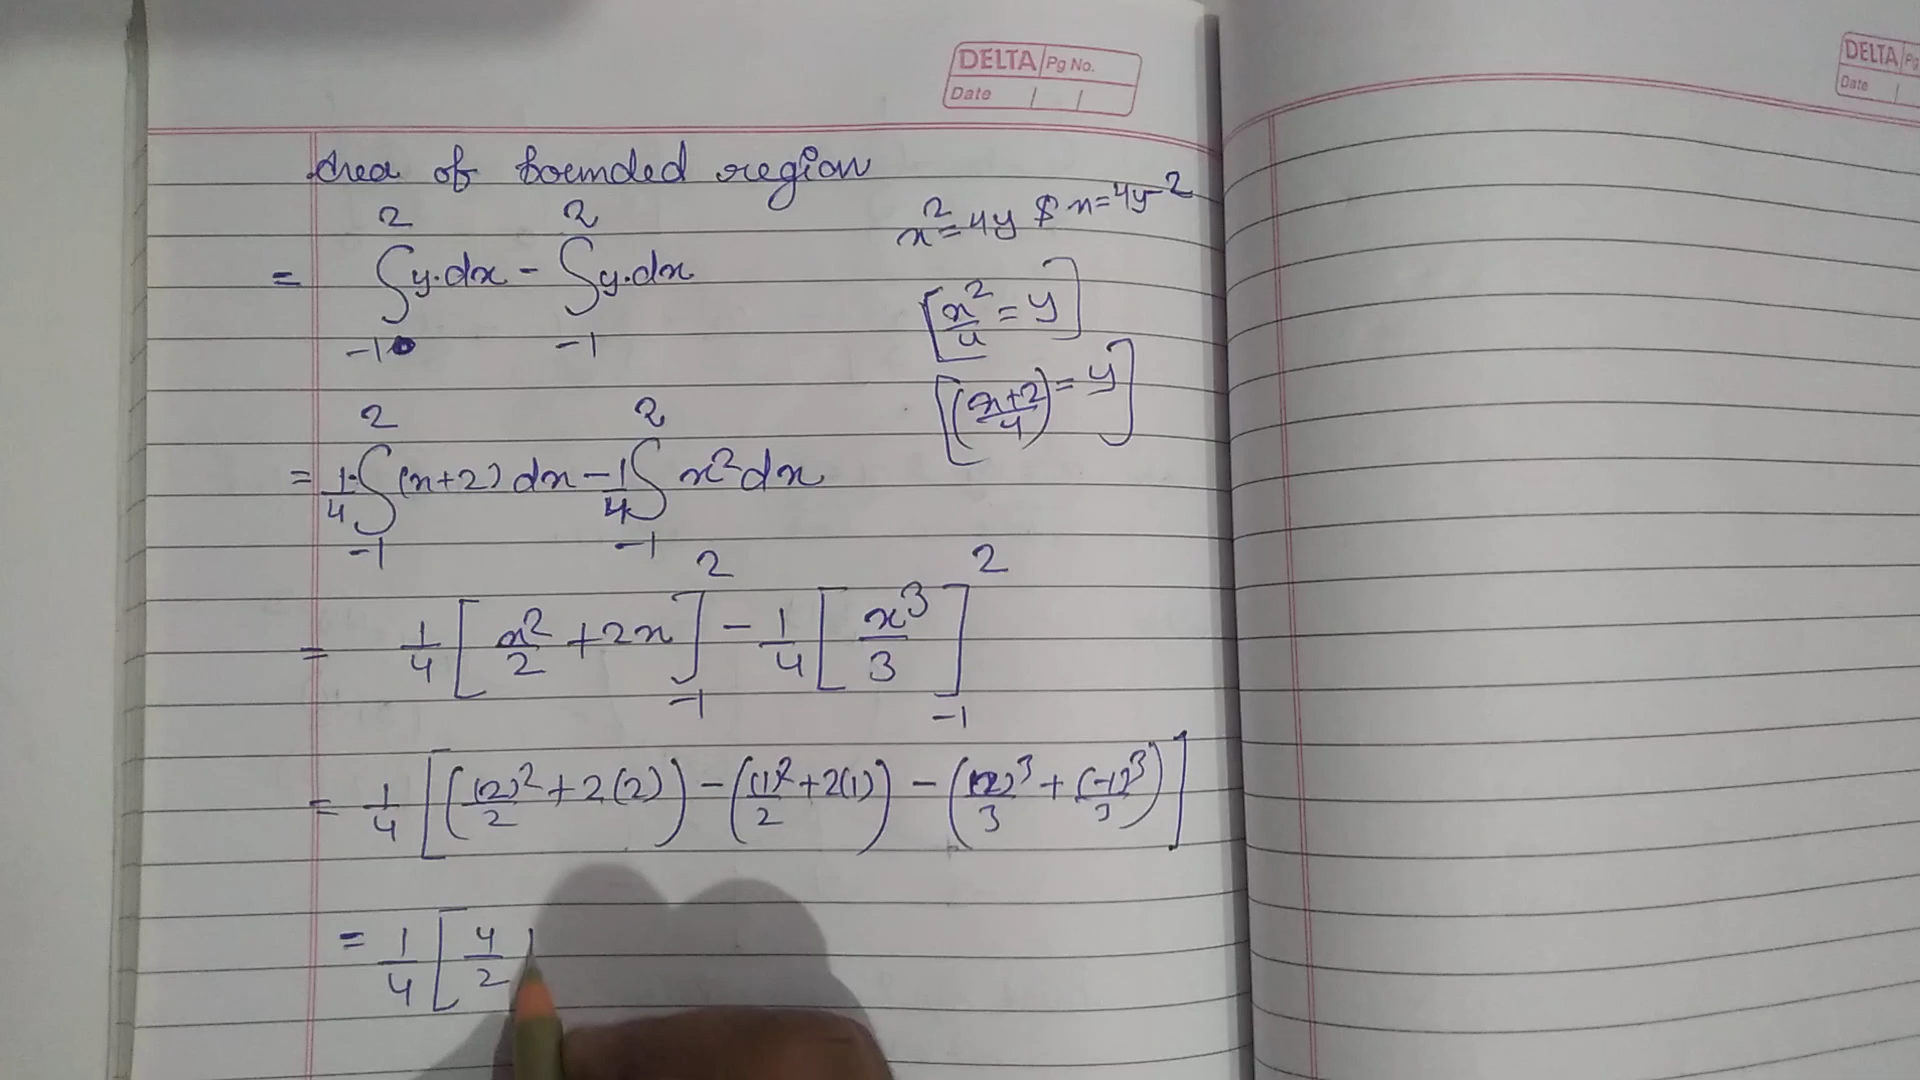 DELTA Pg No.
Date
DELTA Pg
Date
Area of bounded region
x² = 4y $ x = 4y-2
= ∫₋₁² y.dx - ∫₋₁² y.dx
[x²/4 = y]
[(x+2/4) = y]
= 1/4 ∫₋₁² (x+2) dx - 1/4 ∫₋₁² x² dx
= 1/4 [x²/2 + 2x]₋₁² - 1/4 [x³/3]₋₁²
= 1/4 [((2)²/2 + 2(2)) - ((1)²/2 + 2(1)) - ((2)³/3 + (-1)³/3)]
= 1/4 [4/2